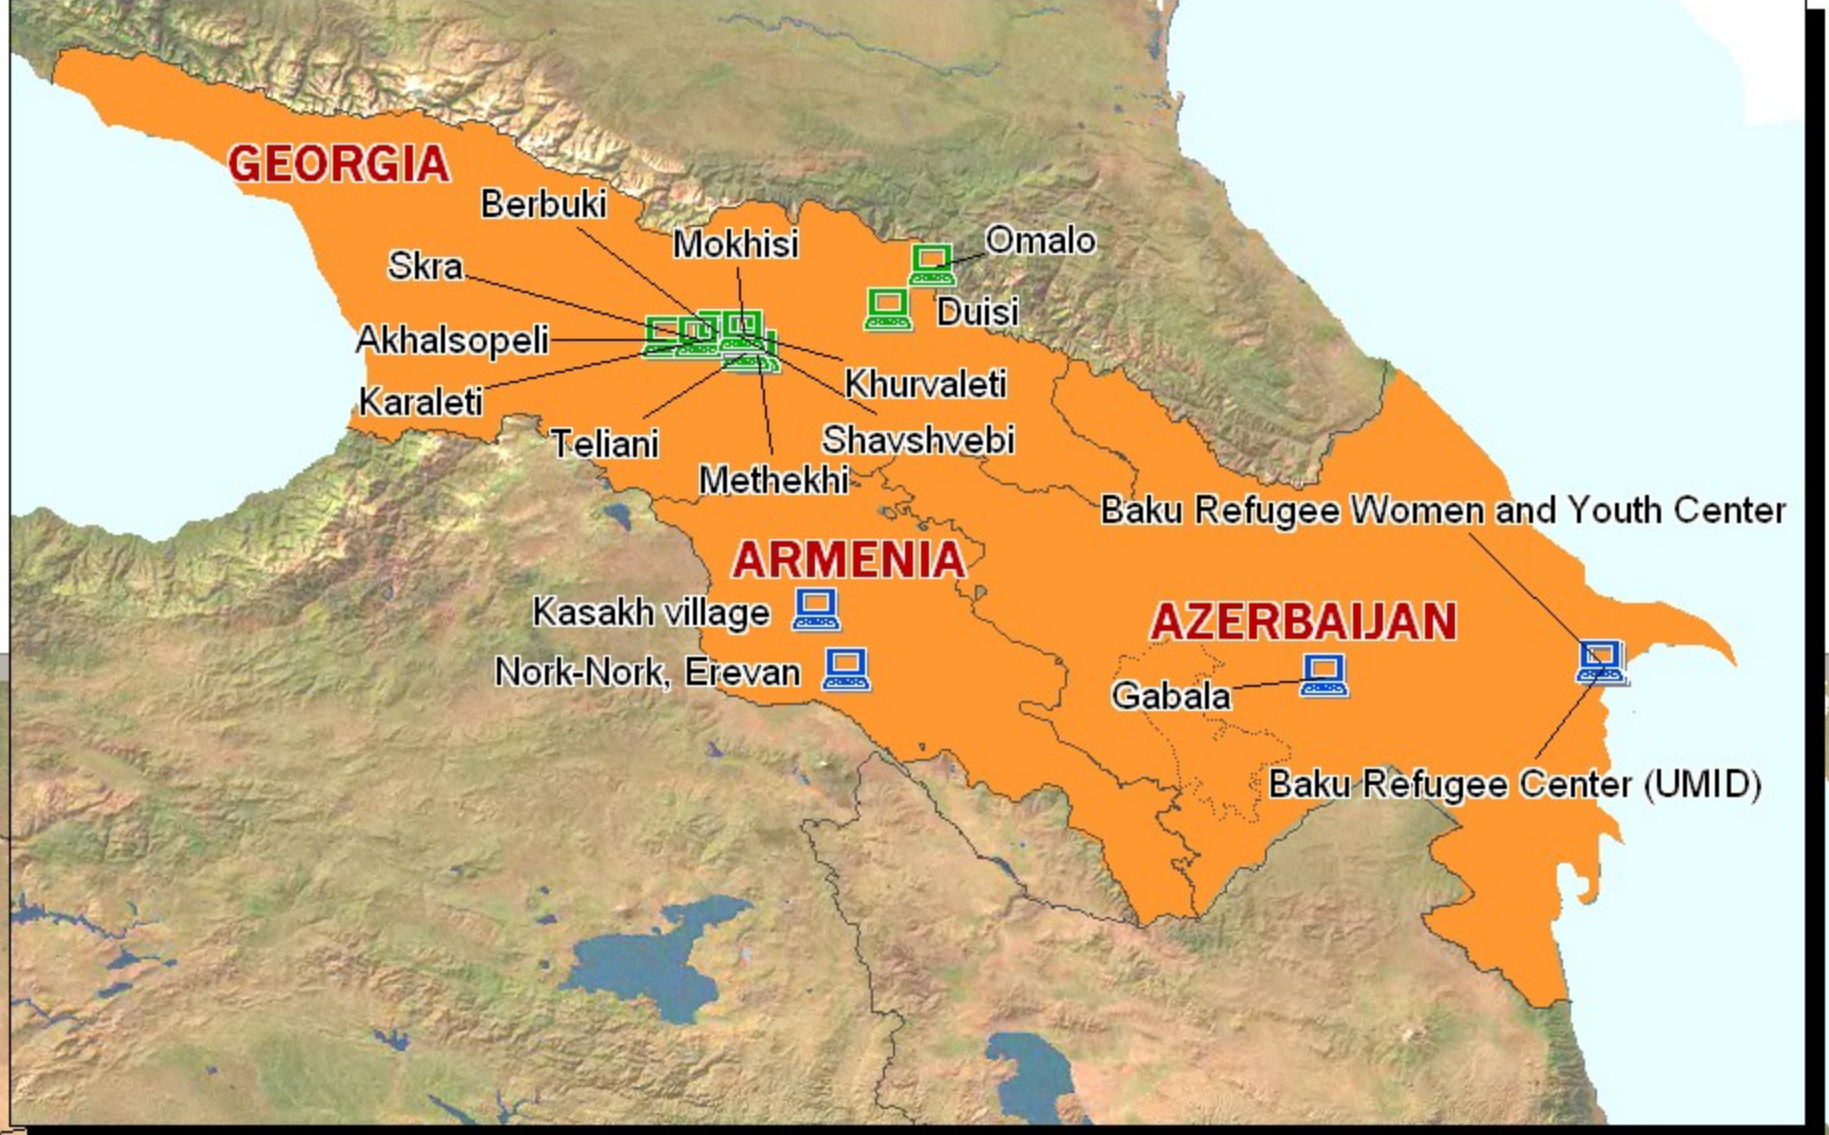 GEORGIA
Berbuki
Mokhisi
Omalo
Skra
Duisi
Akhalsopeli
Khurvaleti
Karaleti
Teliani
Shavshvebi
Methekhi
Baku Refugee Women and Youth Center
ARMENIA
Kasakh village
AZERBAIJAN
Nork-Nork, Erevan
Gabala
Baku Refugee Center (UMID)